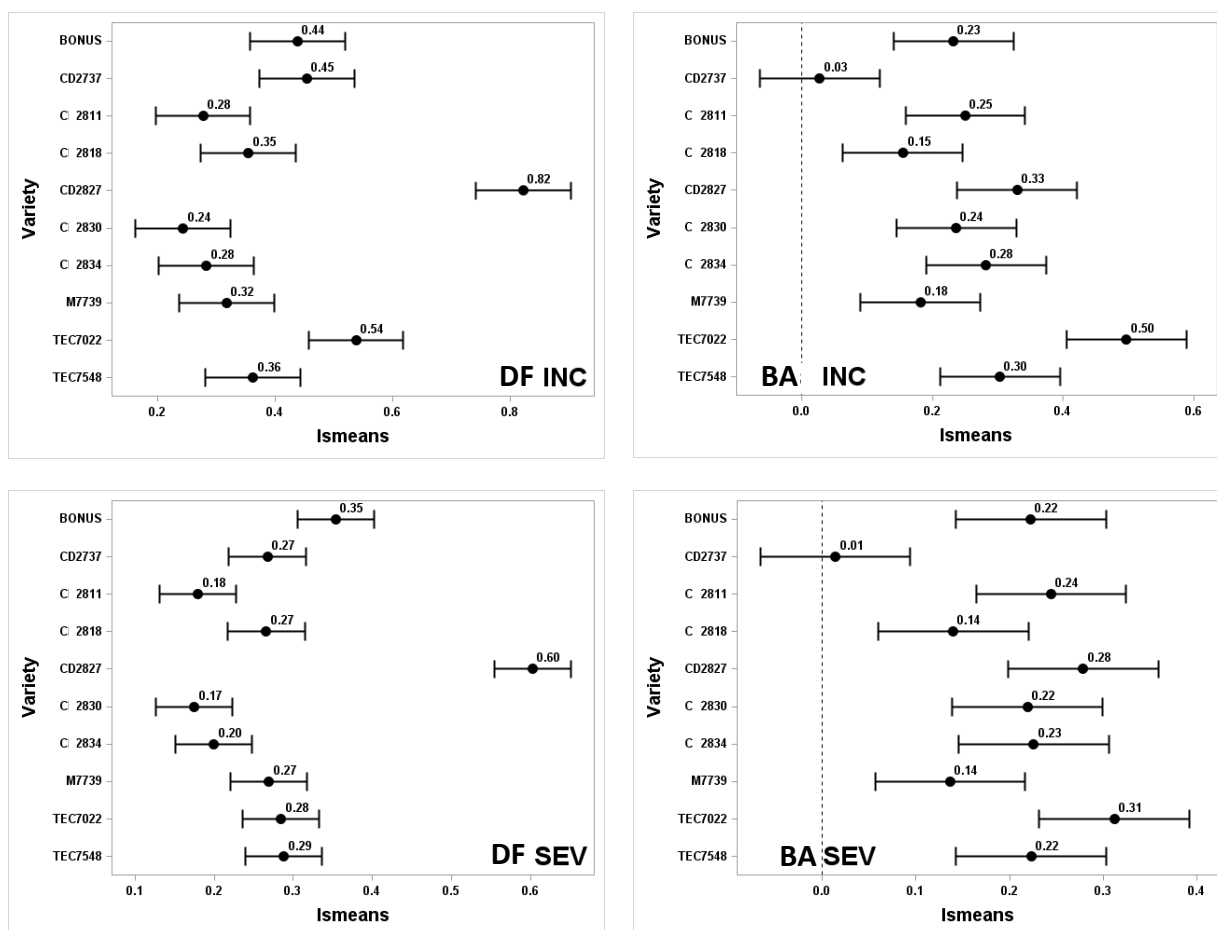 BONUS 0.44
CD2737 0.45
C 2811 0.28
C 2818 0.35
CD2827 0.82
C 2830 0.24
C 2834 0.28
M7739 0.32
TEC7022 0.54
TEC7548 0.36
Variety
DF INC
0.2 0.4 0.6 0.8
lsmeans
BONUS 0.23
CD2737 0.03
C 2811 0.25
C 2818 0.15
CD2827 0.33
C 2830 0.24
C 2834 0.28
M7739 0.18
TEC7022 0.50
TEC7548 0.30
Variety
BA INC
0.0 0.2 0.4 0.6
lsmeans
BONUS 0.35
CD2737 0.27
C 2811 0.18
C 2818 0.27
CD2827 0.60
C 2830 0.17
C 2834 0.20
M7739 0.27
TEC7022 0.28
TEC7548 0.29
Variety
DF SEV
0.1 0.2 0.3 0.4 0.5 0.6
lsmeans
BONUS 0.22
CD2737 0.01
C 2811 0.24
C 2818 0.14
CD2827 0.28
C 2830 0.22
C 2834 0.23
M7739 0.14
TEC7022 0.31
TEC7548 0.22
Variety
BA SEV
0.0 0.1 0.2 0.3 0.4
lsmeans